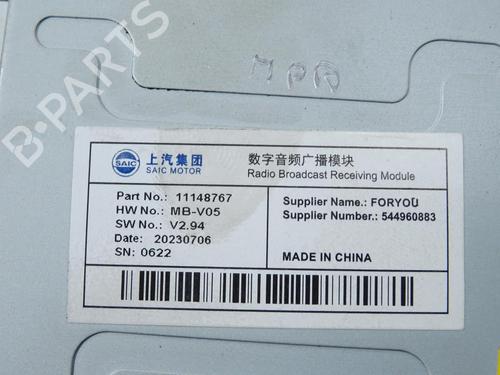 B-PARTS
MPA
SAIC
上汽集团
SAIC MOTOR
数字音频广播模块
Radio Broadcast Receiving Module
Part No.: 11148767
HW No.: MB-V05
SW No.: V2.94
Date: 20230706
SN: 0622
Supplier Name.: FORYOU
Supplier Number.: 544960883
MADE IN CHINA